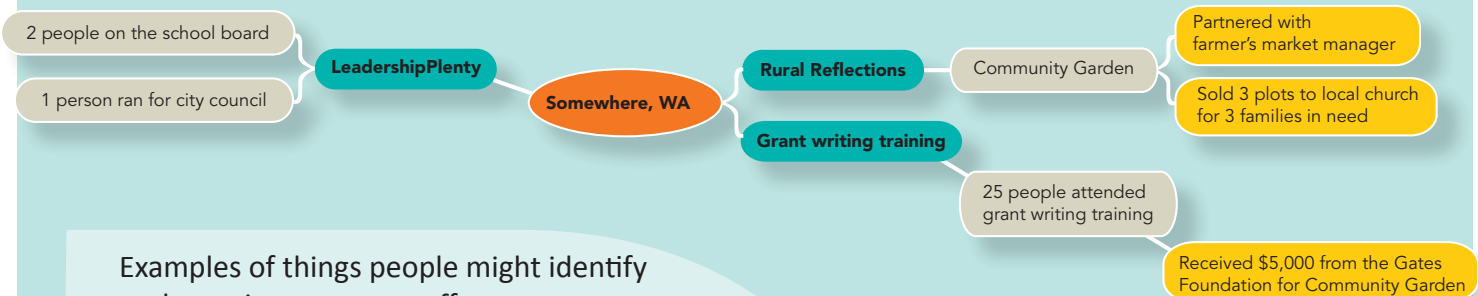 2 people on the school board
1 person ran for city council
LeadershipPlenty
Somewhere, WA
Rural Reflections
Grant writing training
Community Garden
Partnered with
farmer's market manager
Sold 3 plots to local church
for 3 families in need
25 people attended
grant writing training
Received $5,000 from the Gates
Foundation for Community Garden
Examples of things people might identify